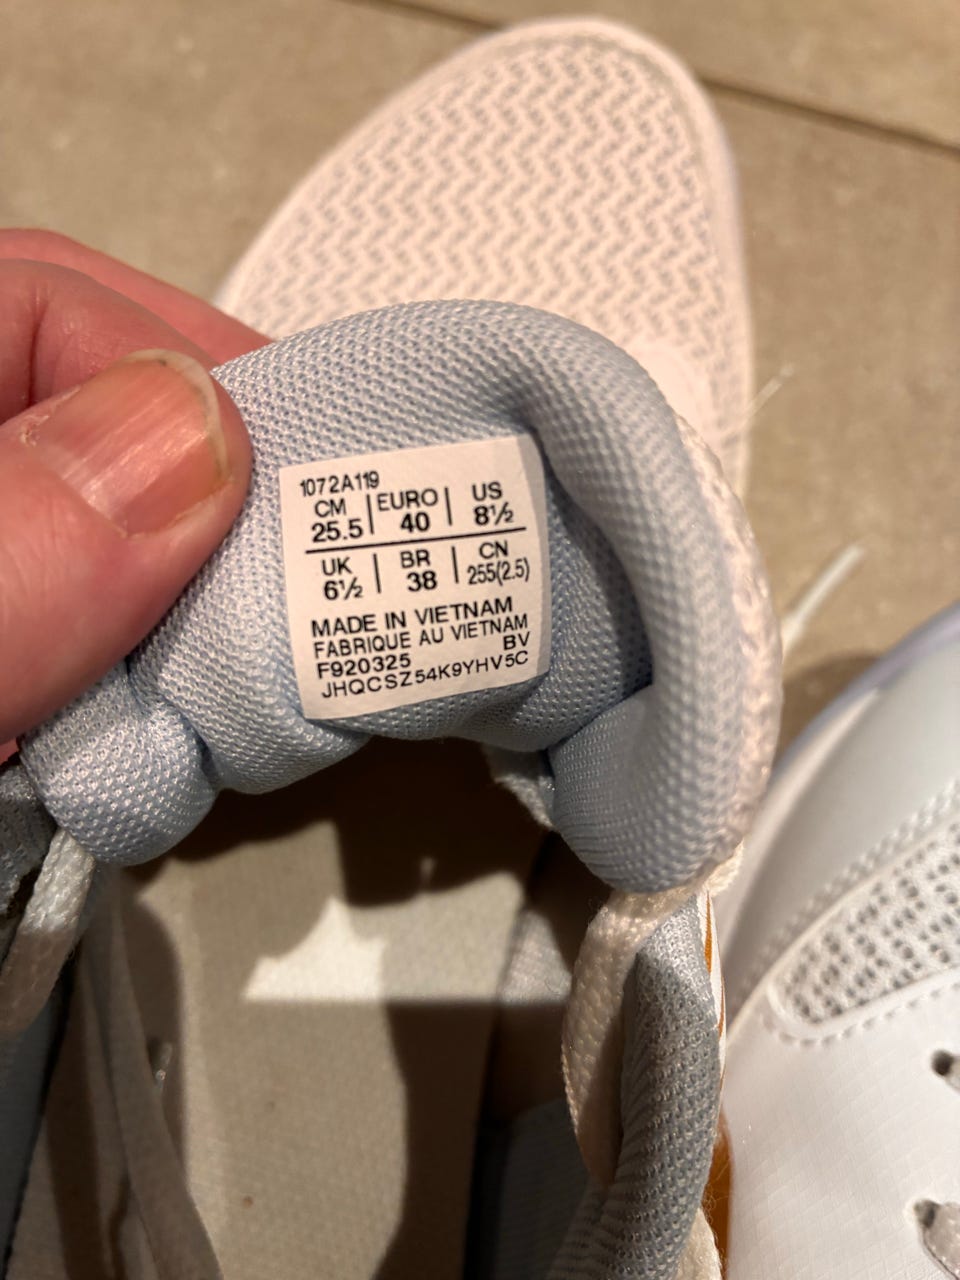 1072A119
CM EURO US
25.5 40 8½
UK BR CN
6½ 38 255(2.5)
MADE IN VIETNAM
FABRIQUE AU VIETNAM
F920325 BV
JHQCSZ54K9YHV5C